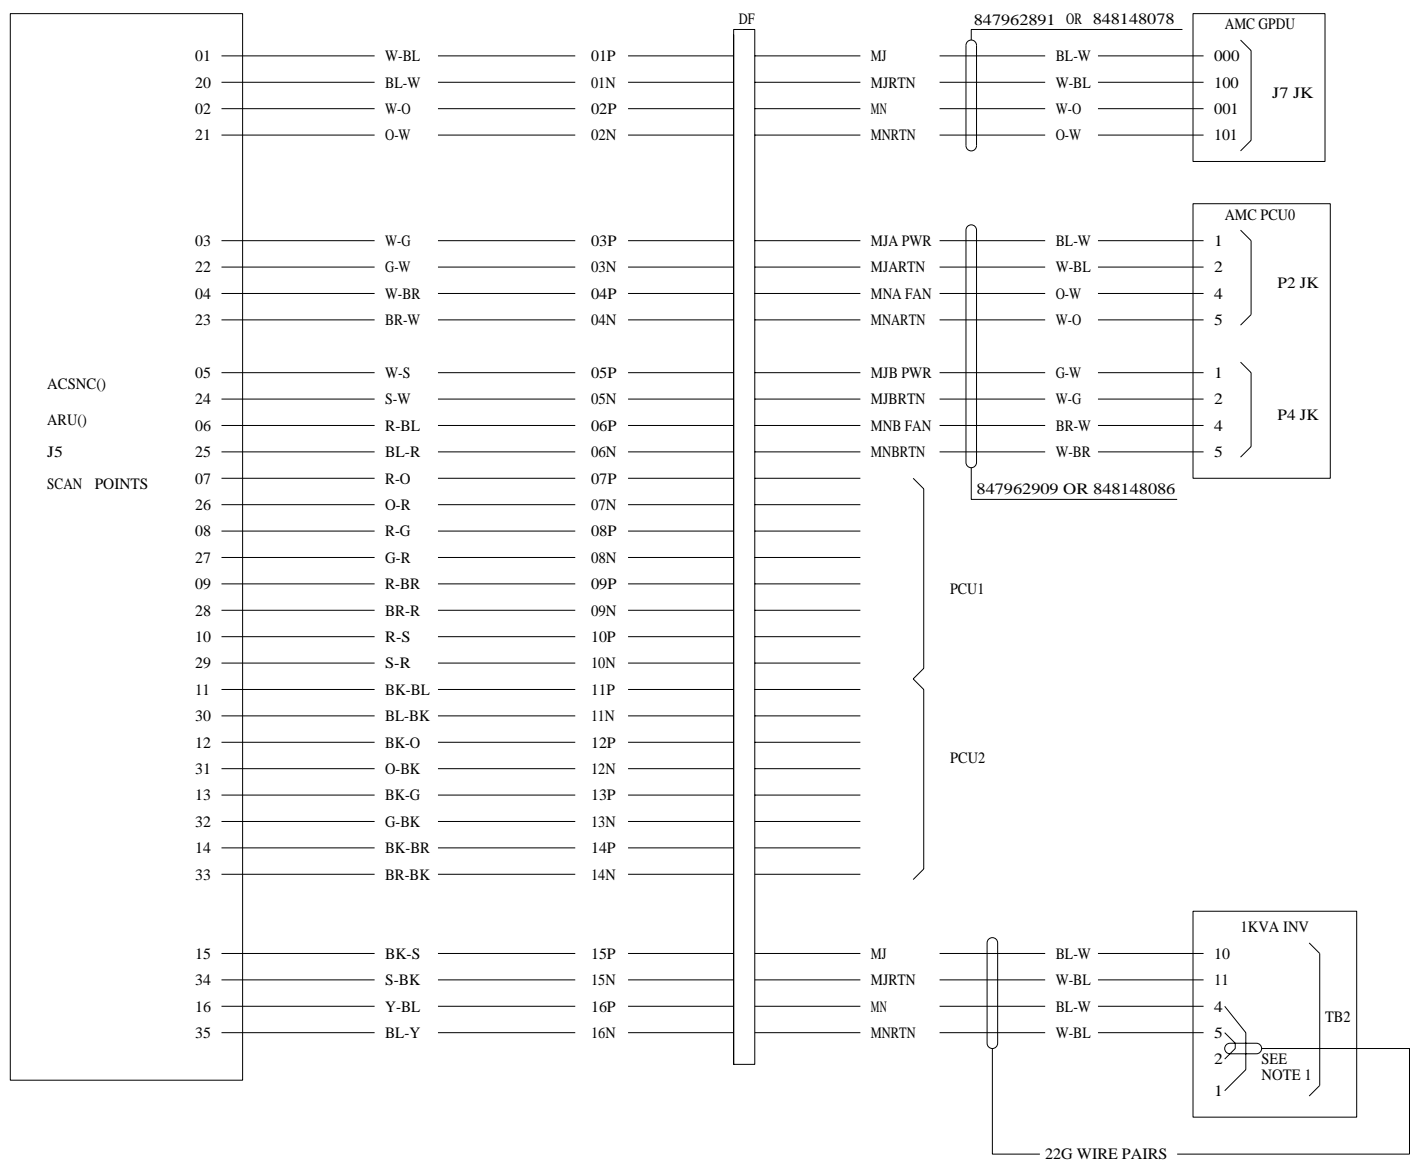 DF 847962891 OR 848148078 AMC GPDU
01 W-BL 01P MJ BL-W 000
20 BL-W 01N MJRTN W-BL 100
J7 JK
02 W-O 02P MN W-O 001
21 O-W 02N MNRTN O-W 101
AMC PCU0
03 W-G 03P MJA PWR BL-W 1
22 G-W 03N MJARTN W-BL 2
P2 JK
04 W-BR 04P MNA FAN O-W 4
23 BR-W 04N MNARTN W-O 5
05 W-S 05P MJB PWR G-W 1
ACSNC()
24 S-W 05N MJBRTN W-G 2
P4 JK
ARU()
06 R-BL 06P MNB FAN BR-W 4
J5 25 BL-R 06N MNBRTN W-BR 5
07 R-O 07P
SCAN POINTS
847962909 OR 848148086
26 O-R 07N
08 R-G 08P
27 G-R 08N
09 R-BR 09P
PCU1
28 BR-R 09N
10 R-S 10P
29 S-R 10N
11 BK-BL 11P
30 BL-BK 11N
12 BK-O 12P
PCU2
31 O-BK 12N
13 BK-G 13P
32 G-BK 13N
14 BK-BR 14P
33 BR-BK 14N
1KVA INV
15 BK-S 15P MJ BL-W 10
34 S-BK 15N MJRTN W-BL 11
16 Y-BL 16P MN BL-W 4
TB2
35 BL-Y 16N MNRTN W-BL 5
2 SEE
NOTE 1
1
22G WIRE PAIRS